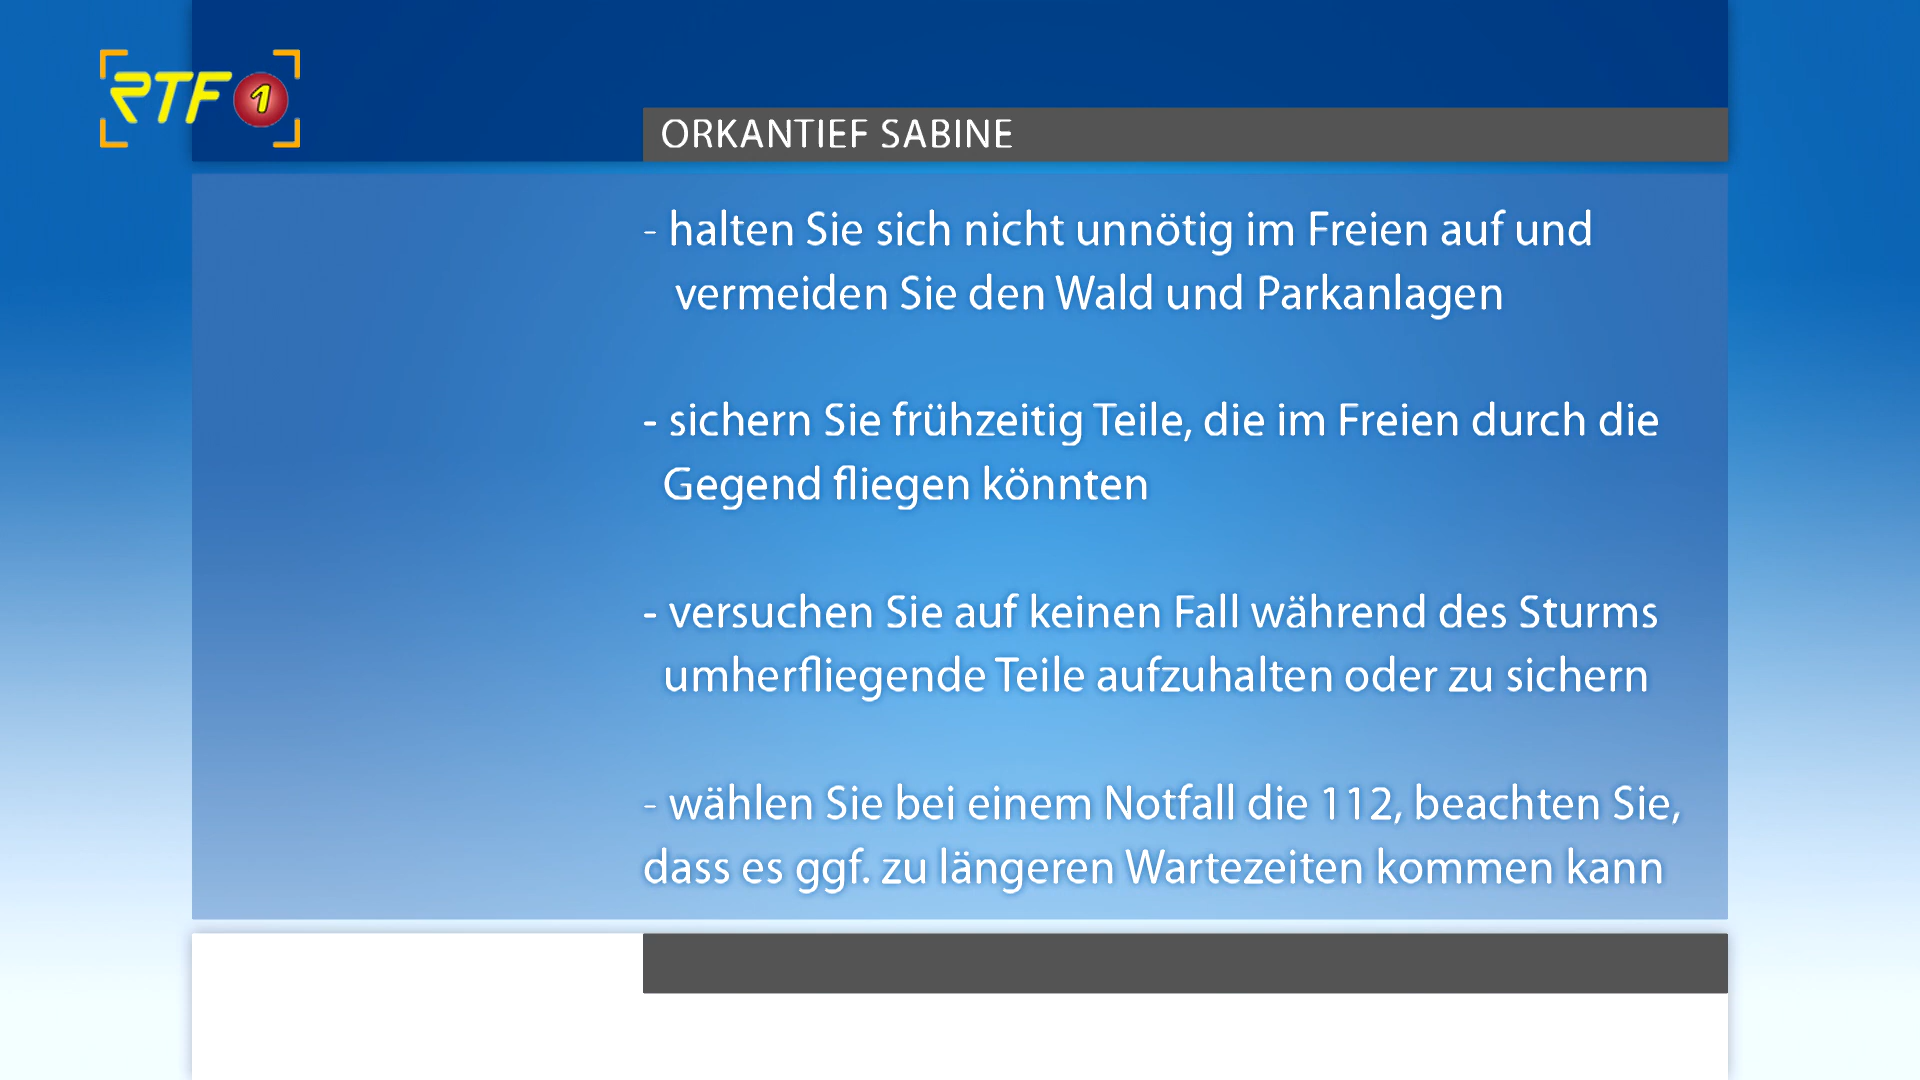 RTF 1
ORKANTIEF SABINE
- halten Sie sich nicht unnötig im Freien auf und
vermeiden Sie den Wald und Parkanlagen
- sichern Sie frühzeitig Teile, die im Freien durch die
Gegend fliegen könnten
- versuchen Sie auf keinen Fall während des Sturms
umherfliegende Teile aufzuhalten oder zu sichern
- wählen Sie bei einem Notfall die 112, beachten Sie,
dass es ggf. zu längeren Wartezeiten kommen kann